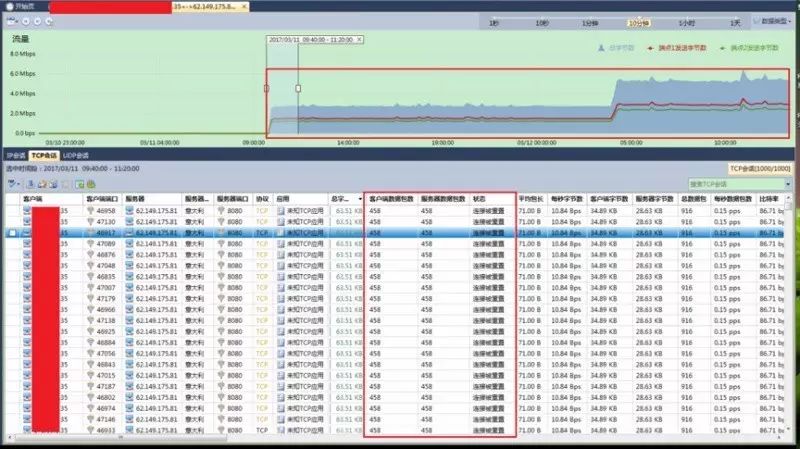 开始页 .35<->62.149.175.8...
1秒 10秒 1分钟 10分钟 1小时 1天 数据类型
流量
2017/03/11 09:40:00 - 11:20:00
总字节数 端点1发送字节数 端点2发送字节数
8.0 Mbps
6.0 Mbps
4.0 Mbps
2.0 Mbps
0.0 bps
03/10 23:00:00 03/11 04:00:00 09:00:00 14:00:00 19:00:00 03/12 00:00:00 05:00:00 10:00:00
IP会话 TCP会话 UDP会话
选中时间段: 2017/03/11 09:40:00 - 11:20:00 TCP会话[1000/1000]
搜索TCP会话
客户端 客户端端口 服务器 服务器... 服务器端口 协议 应用 总字... 客户端数据包数 服务器数据包数 状态 平均包长 每秒字节数 客户端字节数 服务器字节数 总数据包 每秒数据包数 比特率
35 46958 62.149.175.81 意大利 8080 TCP 未知TCP应用 63.51 KB 458 458 连接被重置 71.00 B 10.84 Bps 34.89 KB 28.63 KB 916 0.15 pps 86.71 b
35 47130 62.149.175.81 意大利 8080 TCP 未知TCP应用 63.51 KB 458 458 连接被重置 71.00 B 10.84 Bps 34.89 KB 28.63 KB 916 0.15 pps 86.71 b
35 46917 62.149.175.81 意大利 8080 TCP 未知TCP应用 63.51 KB 458 458 连接被重置 71.00 B 10.84 Bps 34.89 KB 28.63 KB 916 0.15 pps 86.71 b
35 47089 62.149.175.81 意大利 8080 TCP 未知TCP应用 63.51 KB 458 458 连接被重置 71.00 B 10.84 Bps 34.89 KB 28.63 KB 916 0.15 pps 86.71 b
35 46876 62.149.175.81 意大利 8080 TCP 未知TCP应用 63.51 KB 458 458 连接被重置 71.00 B 10.84 Bps 34.89 KB 28.63 KB 916 0.15 pps 86.71 b
35 47048 62.149.175.81 意大利 8080 TCP 未知TCP应用 63.51 KB 458 458 连接被重置 71.00 B 10.84 Bps 34.89 KB 28.63 KB 916 0.15 pps 86.71 b
35 46835 62.149.175.81 意大利 8080 TCP 未知TCP应用 63.51 KB 458 458 连接被重置 71.00 B 10.84 Bps 34.89 KB 28.63 KB 916 0.15 pps 86.71 b
35 47007 62.149.175.81 意大利 8080 TCP 未知TCP应用 63.51 KB 458 458 连接被重置 71.00 B 10.84 Bps 34.89 KB 28.63 KB 916 0.15 pps 86.71 b
35 47179 62.149.175.81 意大利 8080 TCP 未知TCP应用 63.51 KB 458 458 连接被重置 71.00 B 10.84 Bps 34.89 KB 28.63 KB 916 0.15 pps 86.71 b
35 46966 62.149.175.81 意大利 8080 TCP 未知TCP应用 63.51 KB 458 458 连接被重置 71.00 B 10.84 Bps 34.89 KB 28.63 KB 916 0.15 pps 86.71 b
35 47138 62.149.175.81 意大利 8080 TCP 未知TCP应用 63.51 KB 458 458 连接被重置 71.00 B 10.84 Bps 34.89 KB 28.63 KB 916 0.15 pps 86.71 b
35 46925 62.149.175.81 意大利 8080 TCP 未知TCP应用 63.51 KB 458 458 连接被重置 71.00 B 10.84 Bps 34.89 KB 28.63 KB 916 0.15 pps 86.71 b
35 46884 62.149.175.81 意大利 8080 TCP 未知TCP应用 63.51 KB 458 458 连接被重置 71.00 B 10.84 Bps 34.89 KB 28.63 KB 916 0.15 pps 86.71 b
35 47056 62.149.175.81 意大利 8080 TCP 未知TCP应用 63.51 KB 458 458 连接被重置 71.00 B 10.84 Bps 34.89 KB 28.63 KB 916 0.15 pps 86.71 b
35 46843 62.149.175.81 意大利 8080 TCP 未知TCP应用 63.51 KB 458 458 连接被重置 71.00 B 10.84 Bps 34.89 KB 28.63 KB 916 0.15 pps 86.71 b
35 47015 62.149.175.81 意大利 8080 TCP 未知TCP应用 63.51 KB 458 458 连接被重置 71.00 B 10.84 Bps 34.89 KB 28.63 KB 916 0.15 pps 86.71 b
35 47187 62.149.175.81 意大利 8080 TCP 未知TCP应用 63.51 KB 458 458 连接被重置 71.00 B 10.84 Bps 34.89 KB 28.63 KB 916 0.15 pps 86.71 b
35 46802 62.149.175.81 意大利 8080 TCP 未知TCP应用 63.51 KB 458 458 连接被重置 71.00 B 10.84 Bps 34.89 KB 28.63 KB 916 0.15 pps 86.71 b
35 46974 62.149.175.81 意大利 8080 TCP 未知TCP应用 63.51 KB 458 458 连接被重置 71.00 B 10.84 Bps 34.89 KB 28.63 KB 916 0.15 pps 86.71 b
35 47146 62.149.175.81 意大利 8080 TCP 未知TCP应用 63.51 KB 458 458 连接被重置 71.00 B 10.84 Bps 34.89 KB 28.63 KB 916 0.15 pps 86.71 b
35 46933 62.149.175.81 意大利 8080 TCP 未知TCP应用 63.51 KB 458 458 连接被重置 71.00 B 10.84 Bps 34.89 KB 28.63 KB 916 0.15 pps 86.71 b